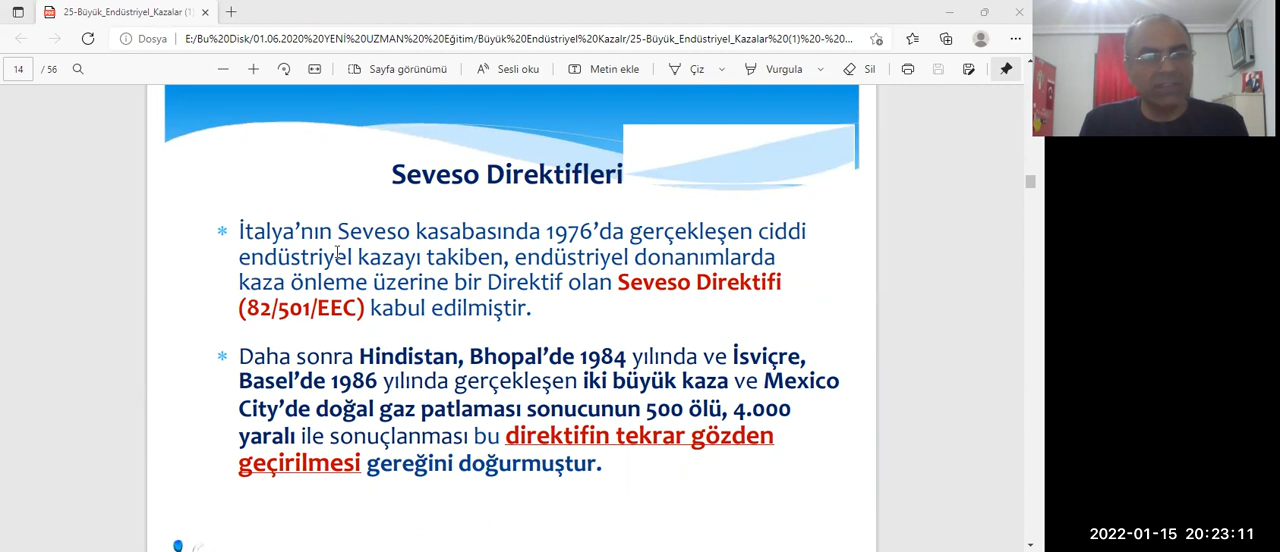 25-Büyük_Endüstriyel_Kazalar (1)
Dosya
E:/Bu%20Disk/01.06.2020%20YENİ%20UZMAN%20%20Eğitim/Büyük%20Endüstriyel%20Kazalr/25-Büyük_Endüstriyel_Kazalar%20(1)%20-%20...
14 / 56
Sayfa görünümü
Sesli oku
Metin ekle
Çiz
Vurgula
Sil
Seveso Direktifleri
* İtalya’nın Seveso kasabasında 1976’da gerçekleşen ciddi
endüstriyel kazayı takiben, endüstriyel donanımlarda
kaza önleme üzerine bir Direktif olan Seveso Direktifi
(82/501/EEC) kabul edilmiştir.
* Daha sonra Hindistan, Bhopal’de 1984 yılında ve İsviçre,
Basel’de 1986 yılında gerçekleşen iki büyük kaza ve Mexico
City’de doğal gaz patlaması sonucunun 500 ölü, 4.000
yaralı ile sonuçlanması bu direktifin tekrar gözden
geçirilmesi gereğini doğurmuştur.
2022-01-15 20:23:11